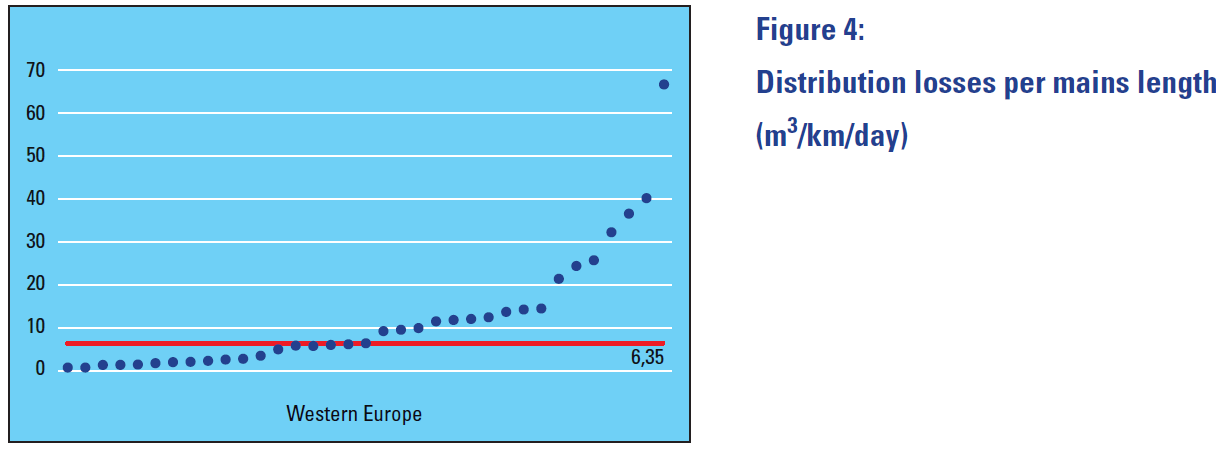 Figure 4:
Distribution losses per mains length
(m³/km/day)
70
60
50
40
30
20
10
0
6,35
Western Europe